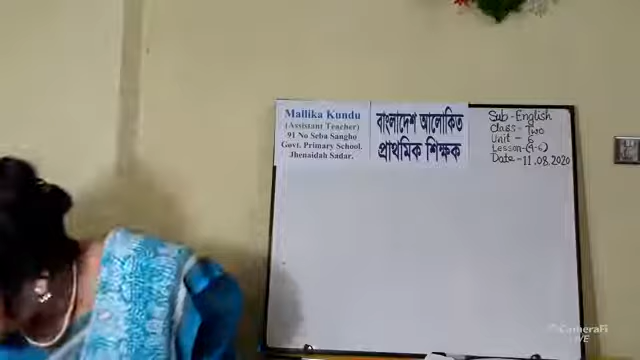 Mallika Kundu
(Assistant Teacher)
91 No Seba Sangho
Govt. Primary School.
Jhenaidah Sadar.
বাংলাদেশ আলোকিত
প্রাথমিক শিক্ষক
Sub-English
Class-Two
Unit - 6
Lesson-(4-6)
Date-11.08.2020
CameraFi
LIVE